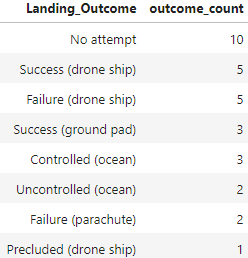 Landing_Outcome outcome_count
No attempt 10
Success (drone ship) 5
Failure (drone ship) 5
Success (ground pad) 3
Controlled (ocean) 3
Uncontrolled (ocean) 2
Failure (parachute) 2
Precluded (drone ship) 1